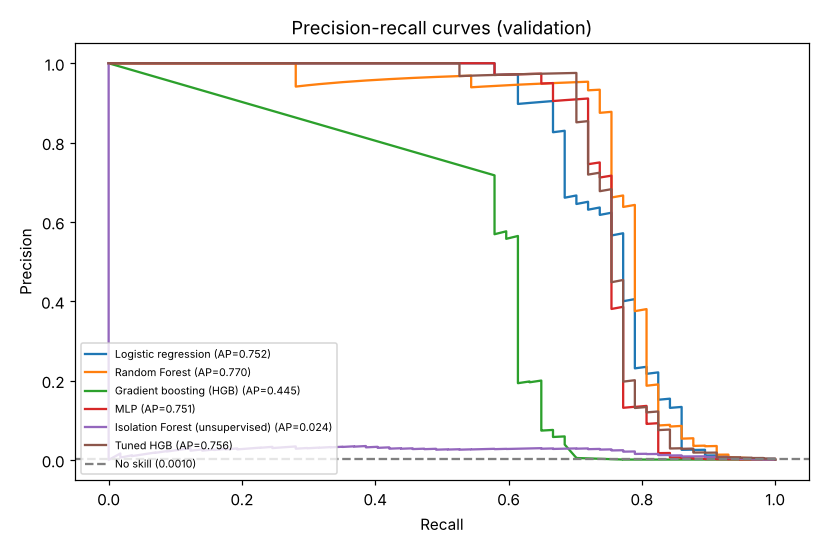 Precision-recall curves (validation)
Precision
1.0
0.8
0.6
0.4
0.2
0.0
Logistic regression (AP=0.752)
Random Forest (AP=0.770)
Gradient boosting (HGB) (AP=0.445)
MLP (AP=0.751)
Isolation Forest (unsupervised) (AP=0.024)
Tuned HGB (AP=0.756)
No skill (0.0010)
0.0 0.2 0.4 0.6 0.8 1.0
Recall